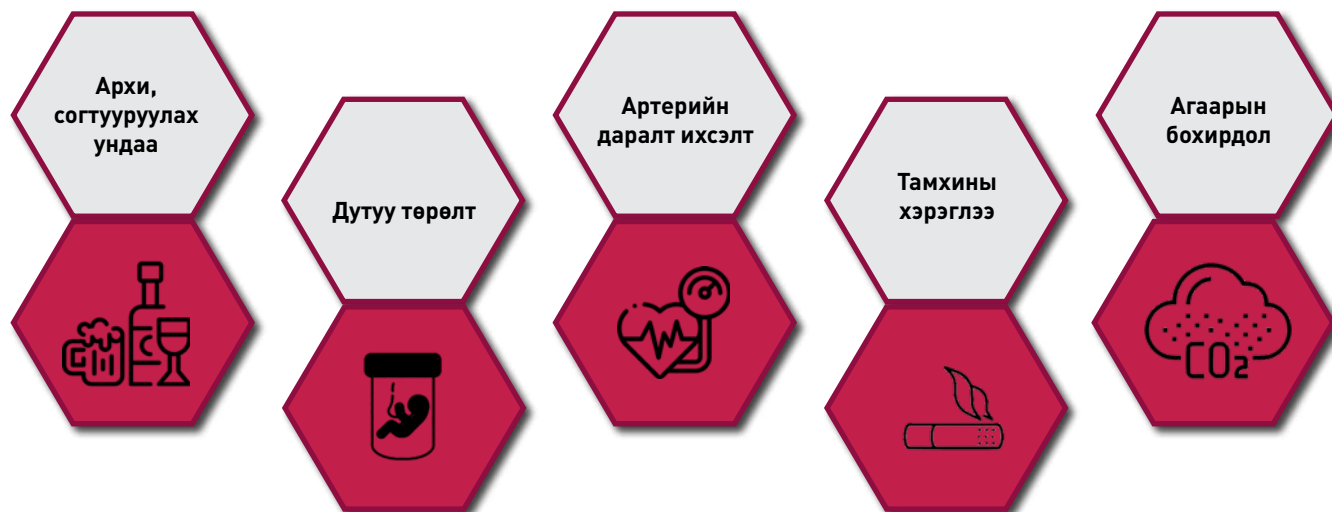 Архи,
согтууруулах
ундаа
Дутуу төрөлт
Артерийн
даралт ихсэлт
Тамхины
хэрэглээ
Агаарын
бохирдол
CO₂